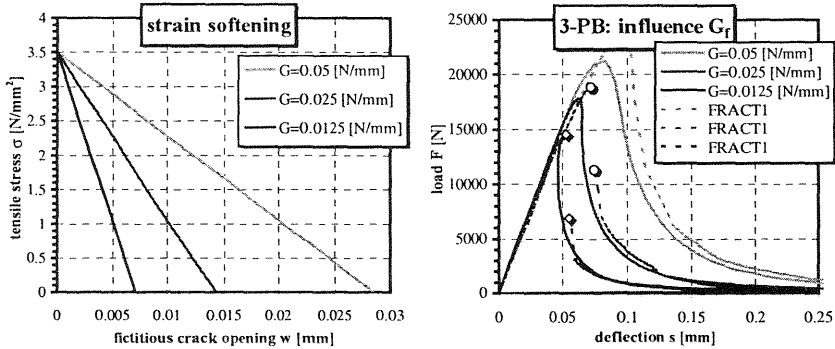 strain softening
4
3.5
3
2.5
2
1.5
1
0.5
0
tensile stress σ [N/mm²]
G=0.05 [N/mm]
G=0.025 [N/mm]
G=0.0125 [N/mm]
0 0.005 0.01 0.015 0.02 0.025 0.03
fictitious crack opening w [mm]
3-PB: influence Gf
25000
20000
15000
10000
5000
0
load F [N]
G=0.05 [N/mm]
G=0.025 [N/mm]
G=0.0125 [N/mm]
FRACT1
FRACT1
FRACT1
0 0.05 0.1 0.15 0.2 0.25
deflection s [mm]